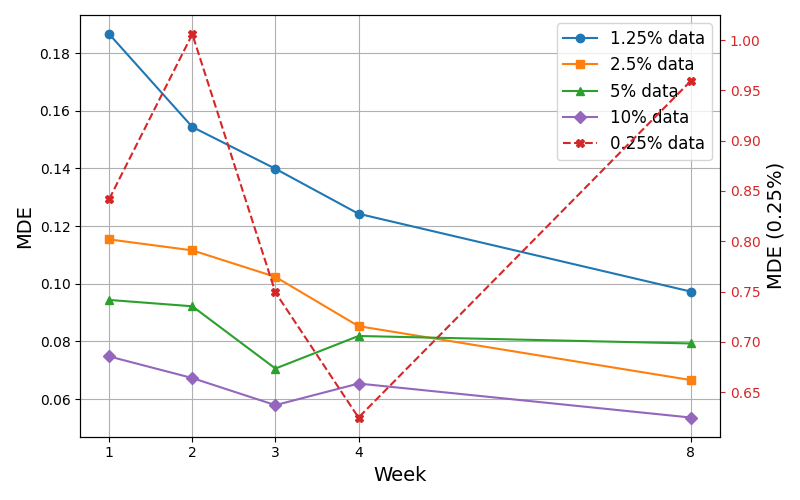 1.25% data
2.5% data
5% data
10% data
0.25% data
0.18
0.16
0.14
0.12
0.10
0.08
0.06
MDE
1.00
0.95
0.90
0.85
0.80
0.75
0.70
0.65
MDE (0.25%)
1 2 3 4 8
Week